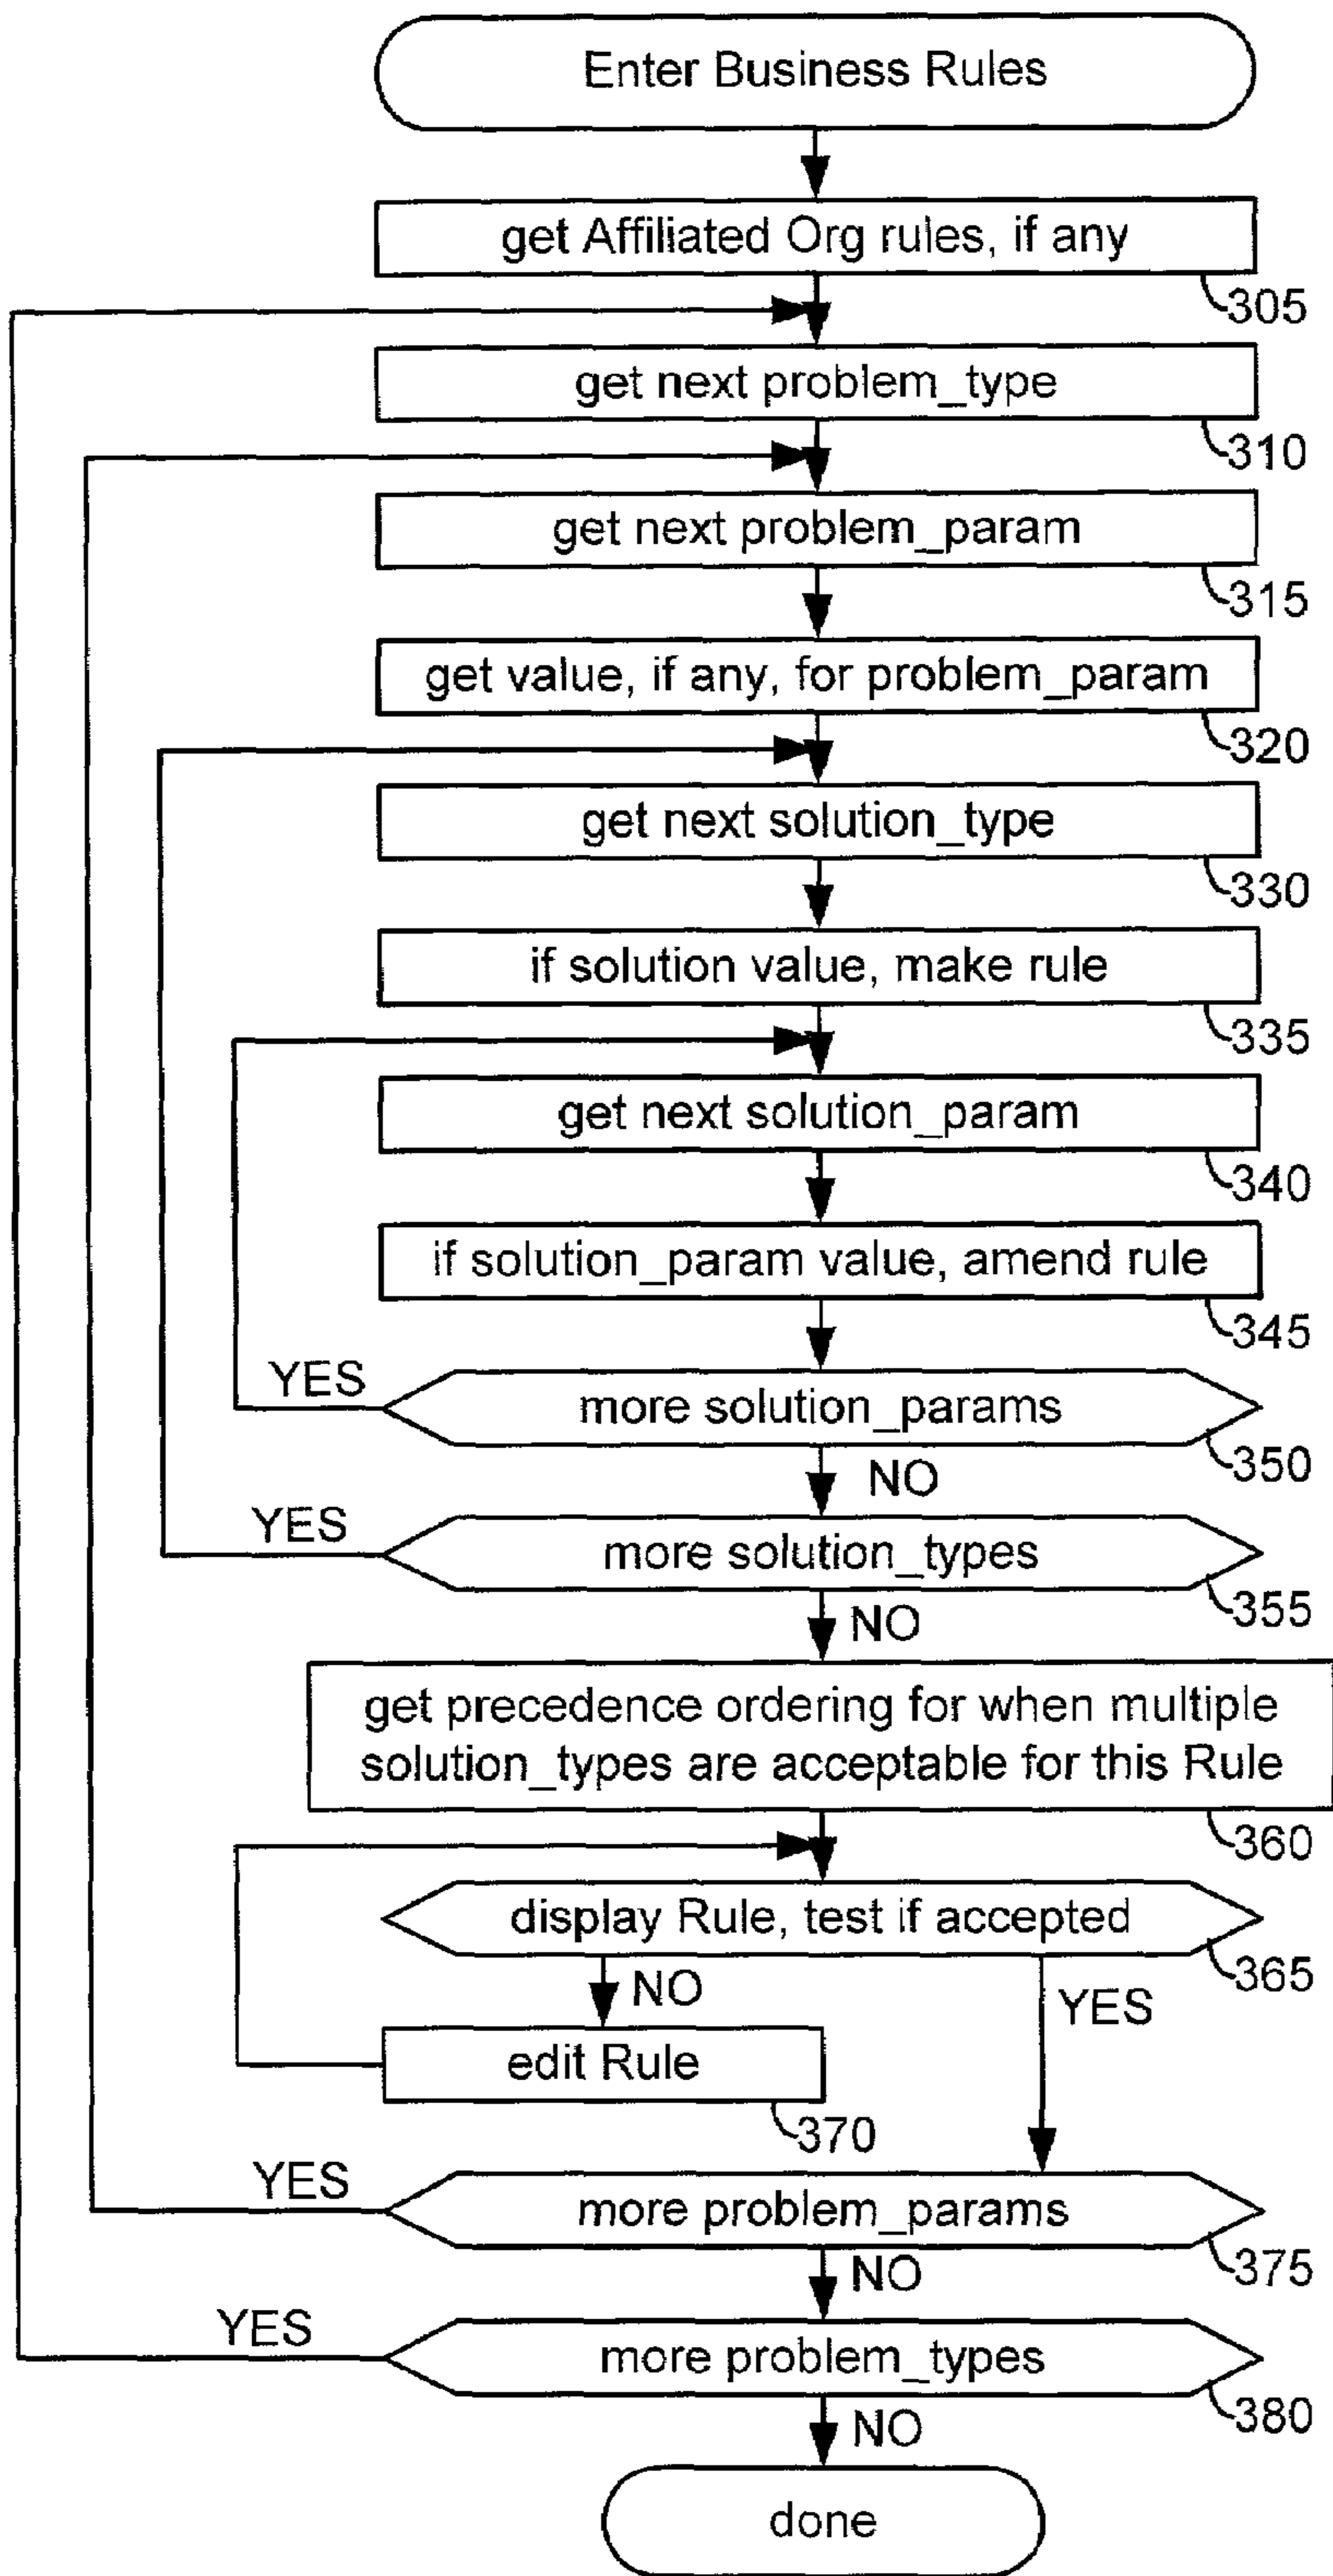 Enter Business Rules
get Affiliated Org rules, if any
305
get next problem_type
310
get next problem_param
315
get value, if any, for problem_param
320
get next solution_type
330
if solution value, make rule
335
get next solution_param
340
if solution_param value, amend rule
345
YES
more solution_params
350
NO
YES
more solution_types
355
NO
get precedence ordering for when multiple
solution_types are acceptable for this Rule
360
display Rule, test if accepted
365
NO
YES
edit Rule
370
YES
more problem_params
375
NO
YES
more problem_types
380
NO
done